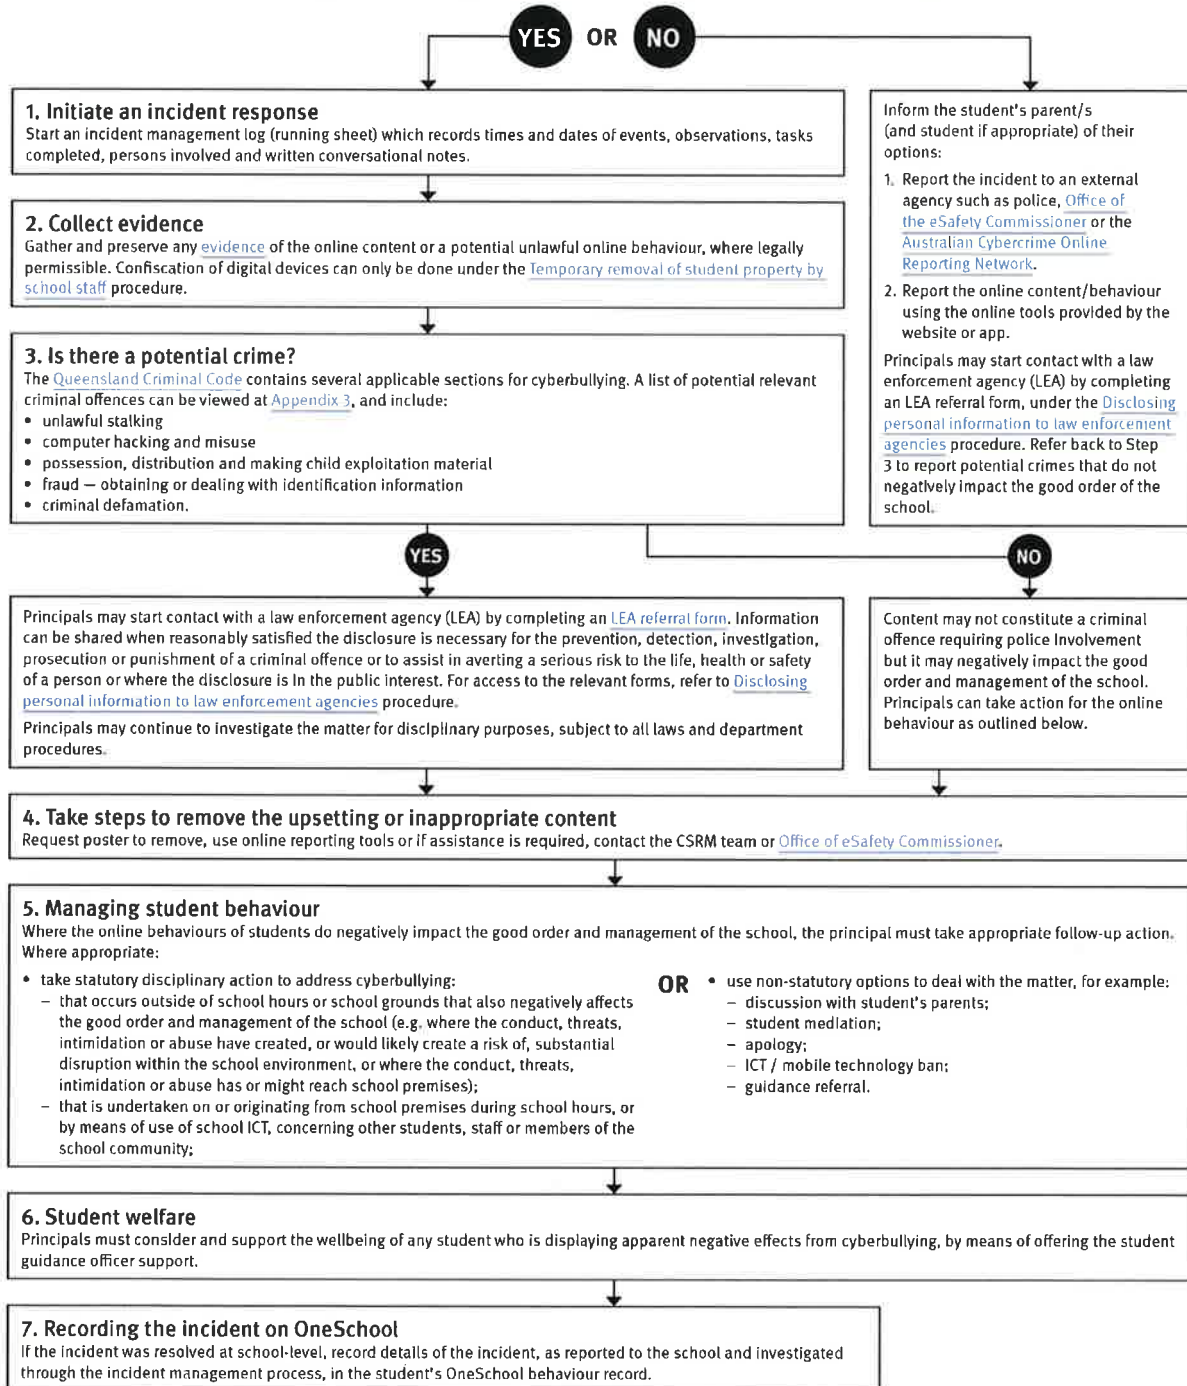 YES OR NO
1. Initiate an incident response
Start an incident management log (running sheet) which records times and dates of events, observations, tasks
completed, persons involved and written conversational notes.
2. Collect evidence
Gather and preserve any evidence of the online content or a potential unlawful online behaviour, where legally
permissible. Confiscation of digital devices can only be done under the Temporary removal of student property by
school staff procedure.
3. Is there a potential crime?
The Queensland Criminal Code contains several applicable sections for cyberbullying. A list of potential relevant
criminal offences can be viewed at Appendix 3, and include:
• unlawful stalking
• computer hacking and misuse
• possession, distribution and making child exploitation material
• fraud — obtaining or dealing with identification information
• criminal defamation.
Inform the student's parent/s
(and student if appropriate) of their
options:
1. Report the incident to an external
agency such as police, Office of
the eSafety Commissioner or the
Australian Cybercrime Online
Reporting Network.
2. Report the online content/behaviour
using the online tools provided by the
website or app.
Principals may start contact with a law
enforcement agency (LEA) by completing
an LEA referral form, under the Disclosing
personal information to law enforcement
agencies procedure. Refer back to Step
3 to report potential crimes that do not
negatively impact the good order of the
school.
YES
NO
Principals may start contact with a law enforcement agency (LEA) by completing an LEA referral form. Information
can be shared when reasonably satisfied the disclosure is necessary for the prevention, detection, investigation,
prosecution or punishment of a criminal offence or to assist in averting a serious risk to the life, health or safety
of a person or where the disclosure is in the public interest. For access to the relevant forms, refer to Disclosing
personal information to law enforcement agencies procedure.
Principals may continue to investigate the matter for disciplinary purposes, subject to all laws and department
procedures.
Content may not constitute a criminal
offence requiring police involvement
but it may negatively impact the good
order and management of the school.
Principals can take action for the online
behaviour as outlined below.
4. Take steps to remove the upsetting or inappropriate content
Request poster to remove, use online reporting tools or if assistance is required, contact the CSRM team or Office of eSafety Commissioner.
5. Managing student behaviour
Where the online behaviours of students do negatively impact the good order and management of the school, the principal must take appropriate follow-up action.
Where appropriate:
• take statutory disciplinary action to address cyberbullying:
– that occurs outside of school hours or school grounds that also negatively affects
the good order and management of the school (e.g. where the conduct, threats,
intimidation or abuse have created, or would likely create a risk of, substantial
disruption within the school environment, or where the conduct, threats,
intimidation or abuse has or might reach school premises);
– that is undertaken on or originating from school premises during school hours, or
by means of use of school ICT, concerning other students, staff or members of the
school community;
OR
• use non-statutory options to deal with the matter, for example:
– discussion with student's parents;
– student mediation;
– apology;
– ICT / mobile technology ban;
– guidance referral.
6. Student welfare
Principals must consider and support the wellbeing of any student who is displaying apparent negative effects from cyberbullying, by means of offering the student
guidance officer support.
7. Recording the incident on OneSchool
If the incident was resolved at school-level, record details of the incident, as reported to the school and investigated
through the incident management process, in the student's OneSchool behaviour record.